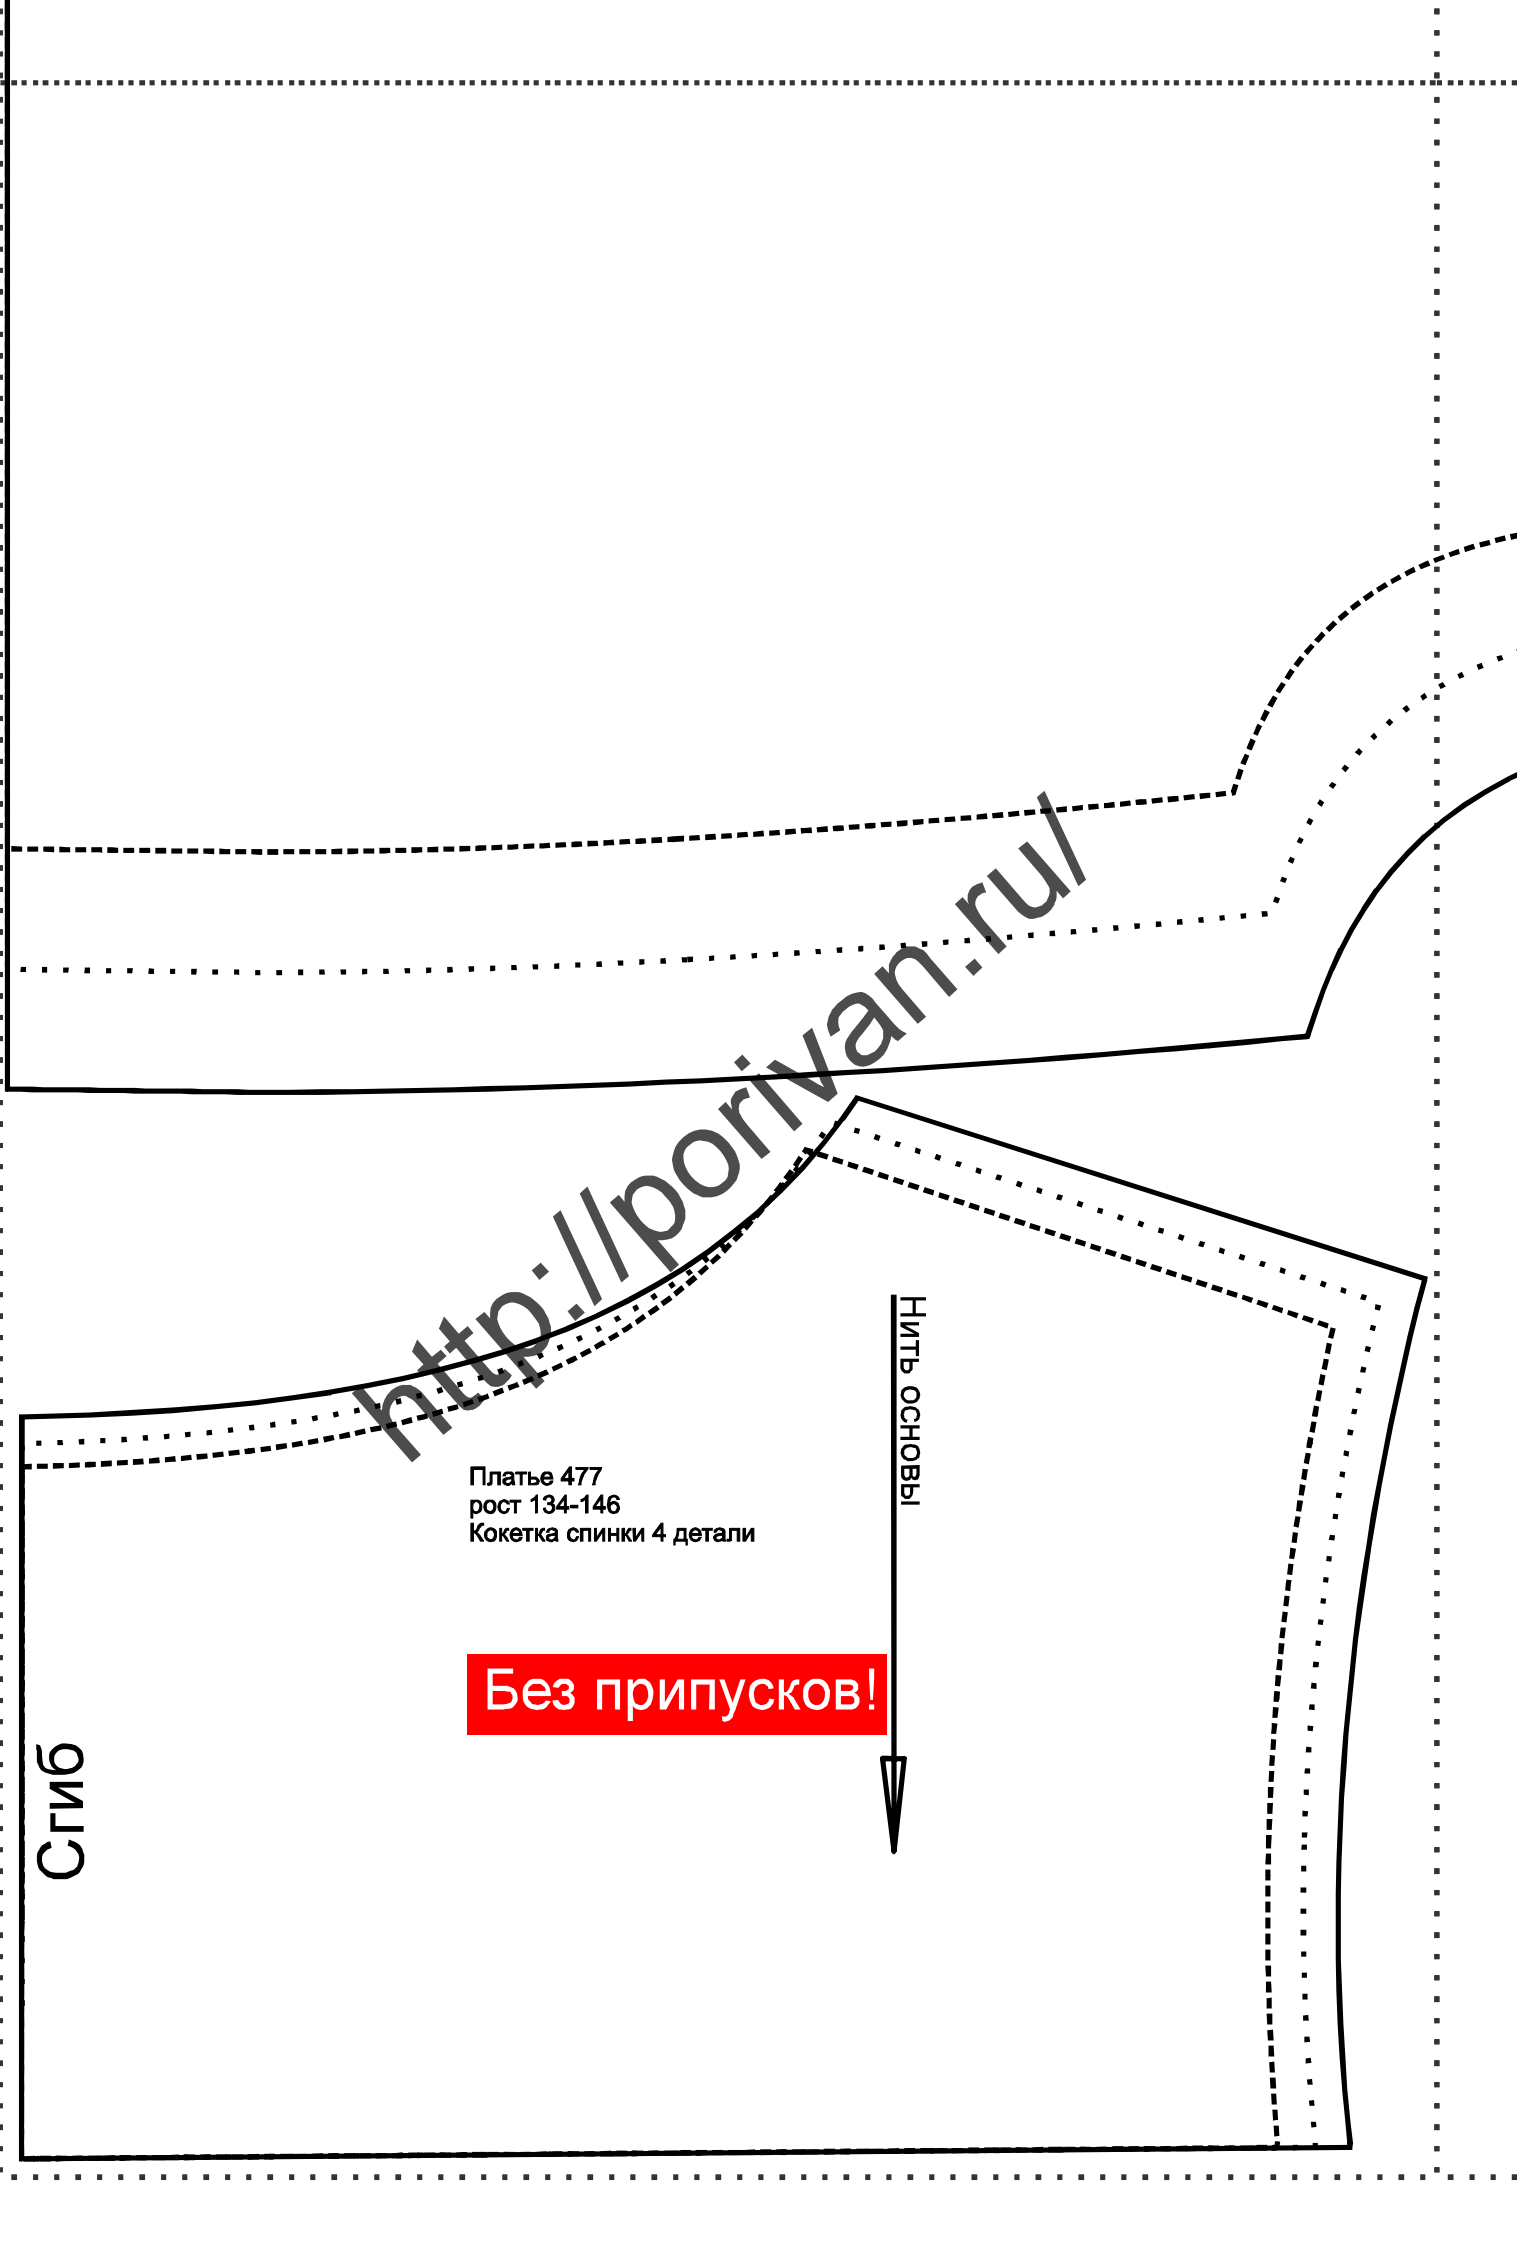 http://porivan.ru/
Нить основы
Платье 477
рост 134-146
Кокетка спинки 4 детали
Без припусков!
Сгиб